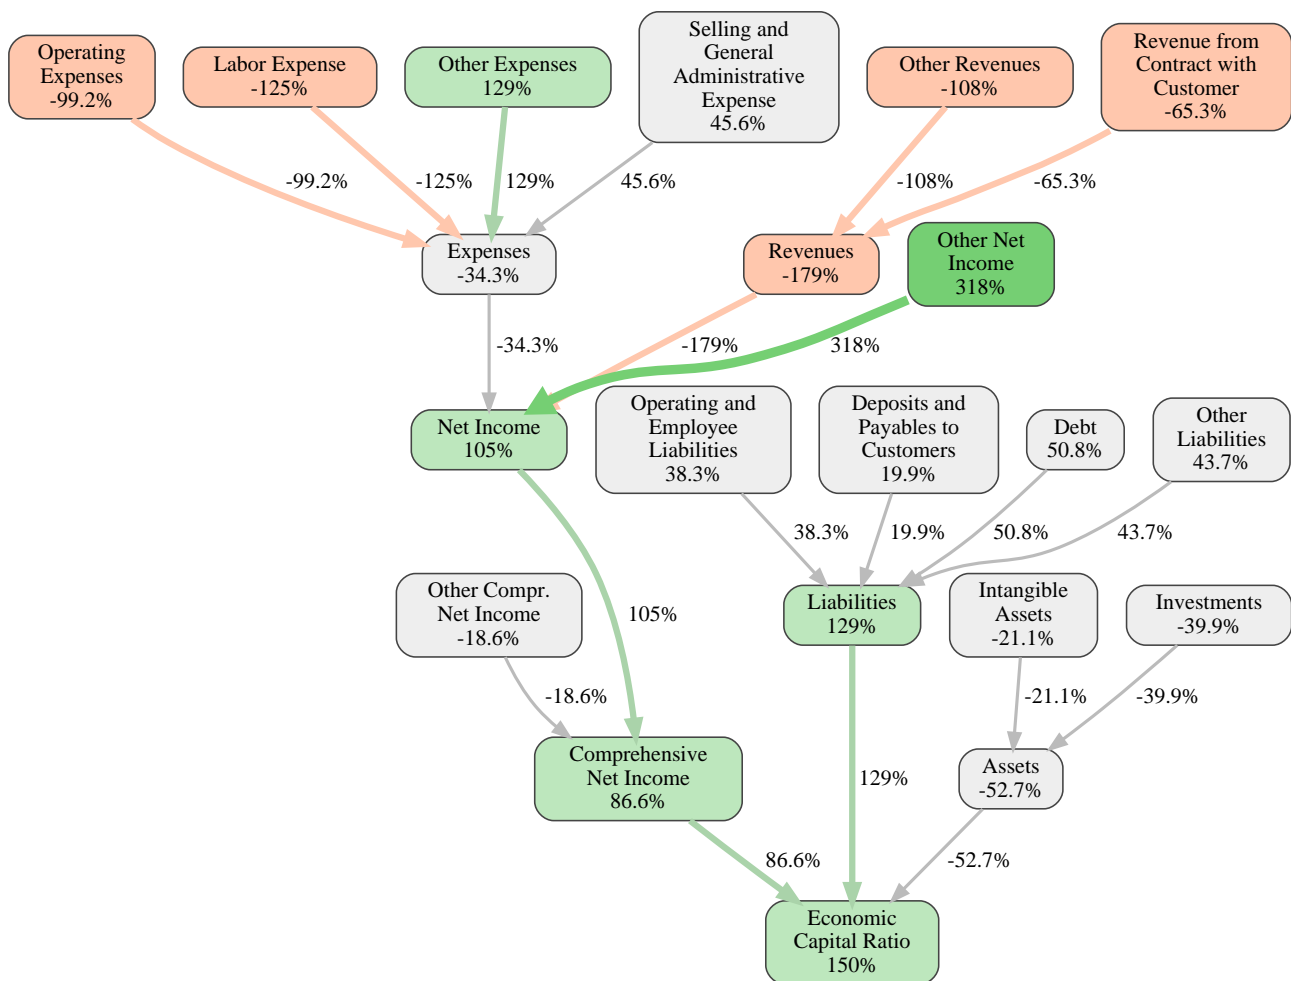 Operating
Expenses
-99.2%
Labor Expense
-125%
Other Expenses
129%
Selling and
General
Administrative
Expense
45.6%
Other Revenues
-108%
Revenue from
Contract with
Customer
-65.3%
-99.2%
-125%
129%
45.6%
-108%
-65.3%
Expenses
-34.3%
Revenues
-179%
Other Net
Income
318%
-34.3%
-179%
318%
Net Income
105%
Operating and
Employee
Liabilities
38.3%
Deposits and
Payables to
Customers
19.9%
Debt
50.8%
Other
Liabilities
43.7%
38.3%
19.9%
50.8%
43.7%
Other Compr.
Net Income
-18.6%
105%
Liabilities
129%
Intangible
Assets
-21.1%
Investments
-39.9%
-18.6%
-21.1%
-39.9%
Comprehensive
Net Income
86.6%
129%
Assets
-52.7%
86.6%
-52.7%
Economic
Capital Ratio
150%